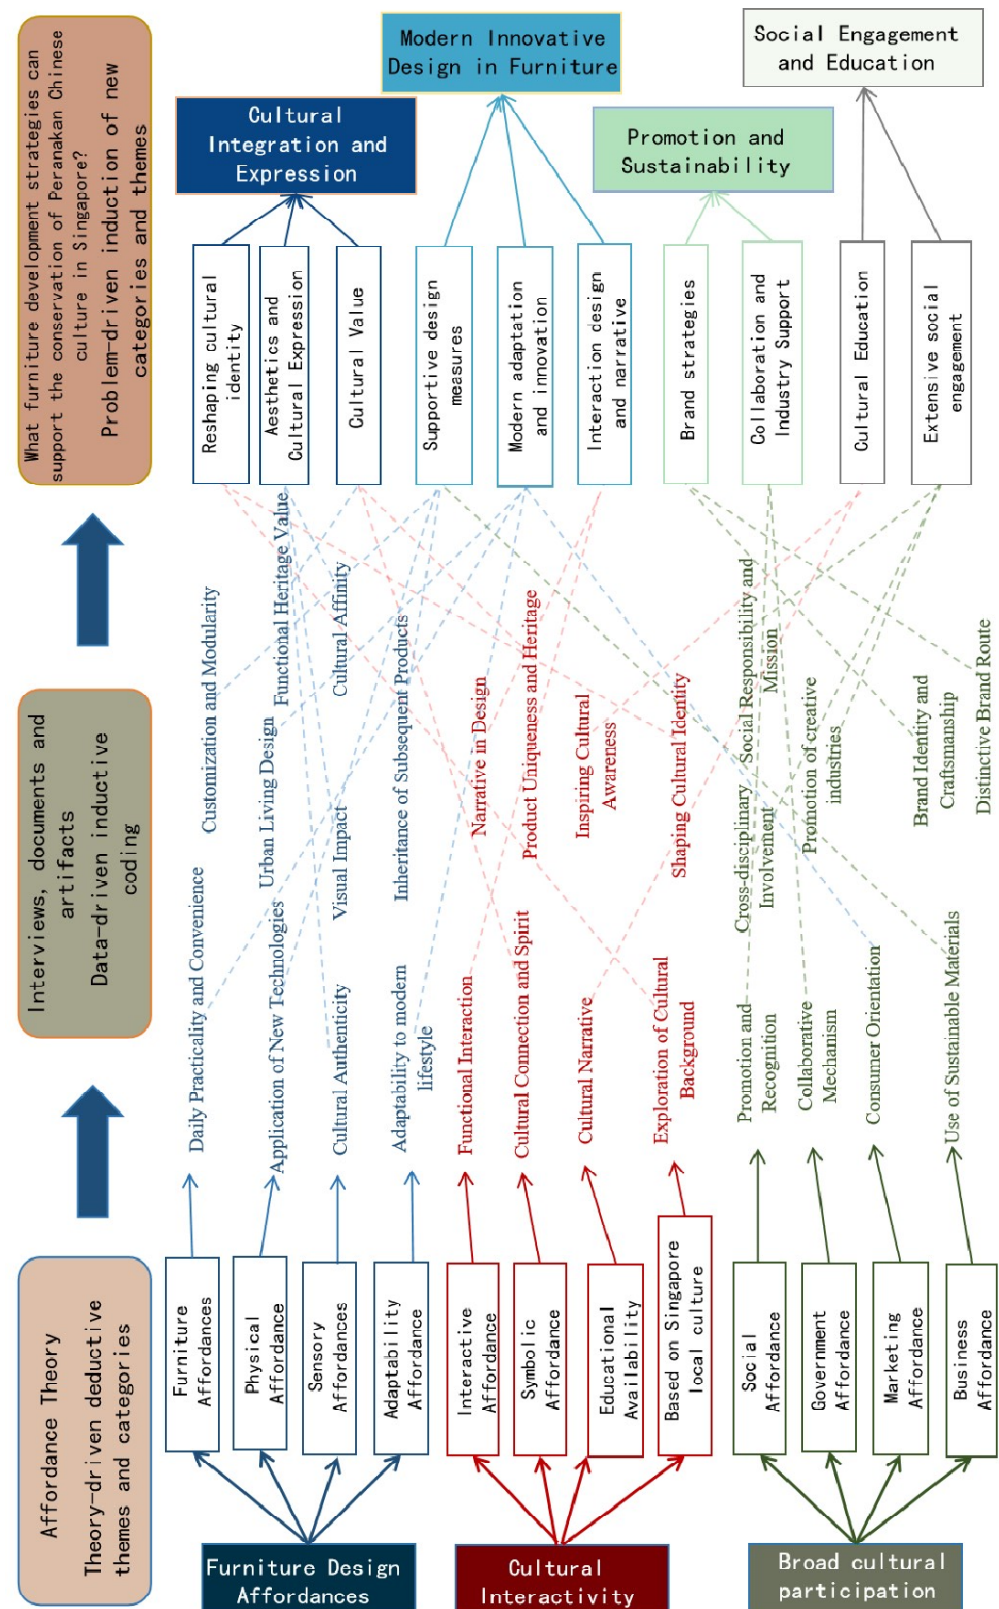 What furniture development strategies can
support the conservation of Peranakan Chinese
culture in Singapore?
Problem-driven induction of new
categories and themes
Modern Innovative
Design in Furniture
Social Engagement
and Education
Cultural
Integration and
Expression
Promotion and
Sustainability
Reshaping cultural
identity
Aesthetics and
Cultural Expression
Cultural Value
Supportive design
measures
Modern adaptation
and innovation
Interaction design
and narrative
Brand strategies
Collaboration and
Industry Support
Cultural Education
Extensive social
engagement
Interviews, documents and
artifacts
Data-driven inductive
coding
Customization and Modularity
Functional Heritage Value
Cultural Affinity
Urban Living Design
Visual Impact
Inheritance of Subsequent Products
Narrative in Design
Product Uniqueness and Heritage
Inspiring Cultural
Awareness
Shaping Cultural Identity
Social Responsibility and
Mission
Cross-disciplinary
Involvement
Promotion of creative
industries
Brand Identity and
Craftsmanship
Distinctive Brand Route
Daily Practicality and Convenience
Application of New Technologies
Cultural Authenticity
Adaptability to modern
lifestyle
Functional Interaction
Cultural Connection and Spirit
Cultural Narrative
Exploration of Cultural
Background
Promotion and
Recognition
Collaborative
Mechanism
Consumer Orientation
Use of Sustainable Materials
Affordance Theory
Theory-driven deductive
themes and categories
Furniture
Affordances
Physical
Affordance
Sensory
Affordances
Adaptability
Affordance
Interactive
Affordance
Symbolic
Affordance
Educational
Availability
Based on Singapore
local culture
Social
Affordance
Government
Affordance
Marketing
Affordance
Business
Affordance
Furniture Design
Affordances
Cultural
Interactivity
Broad cultural
participation